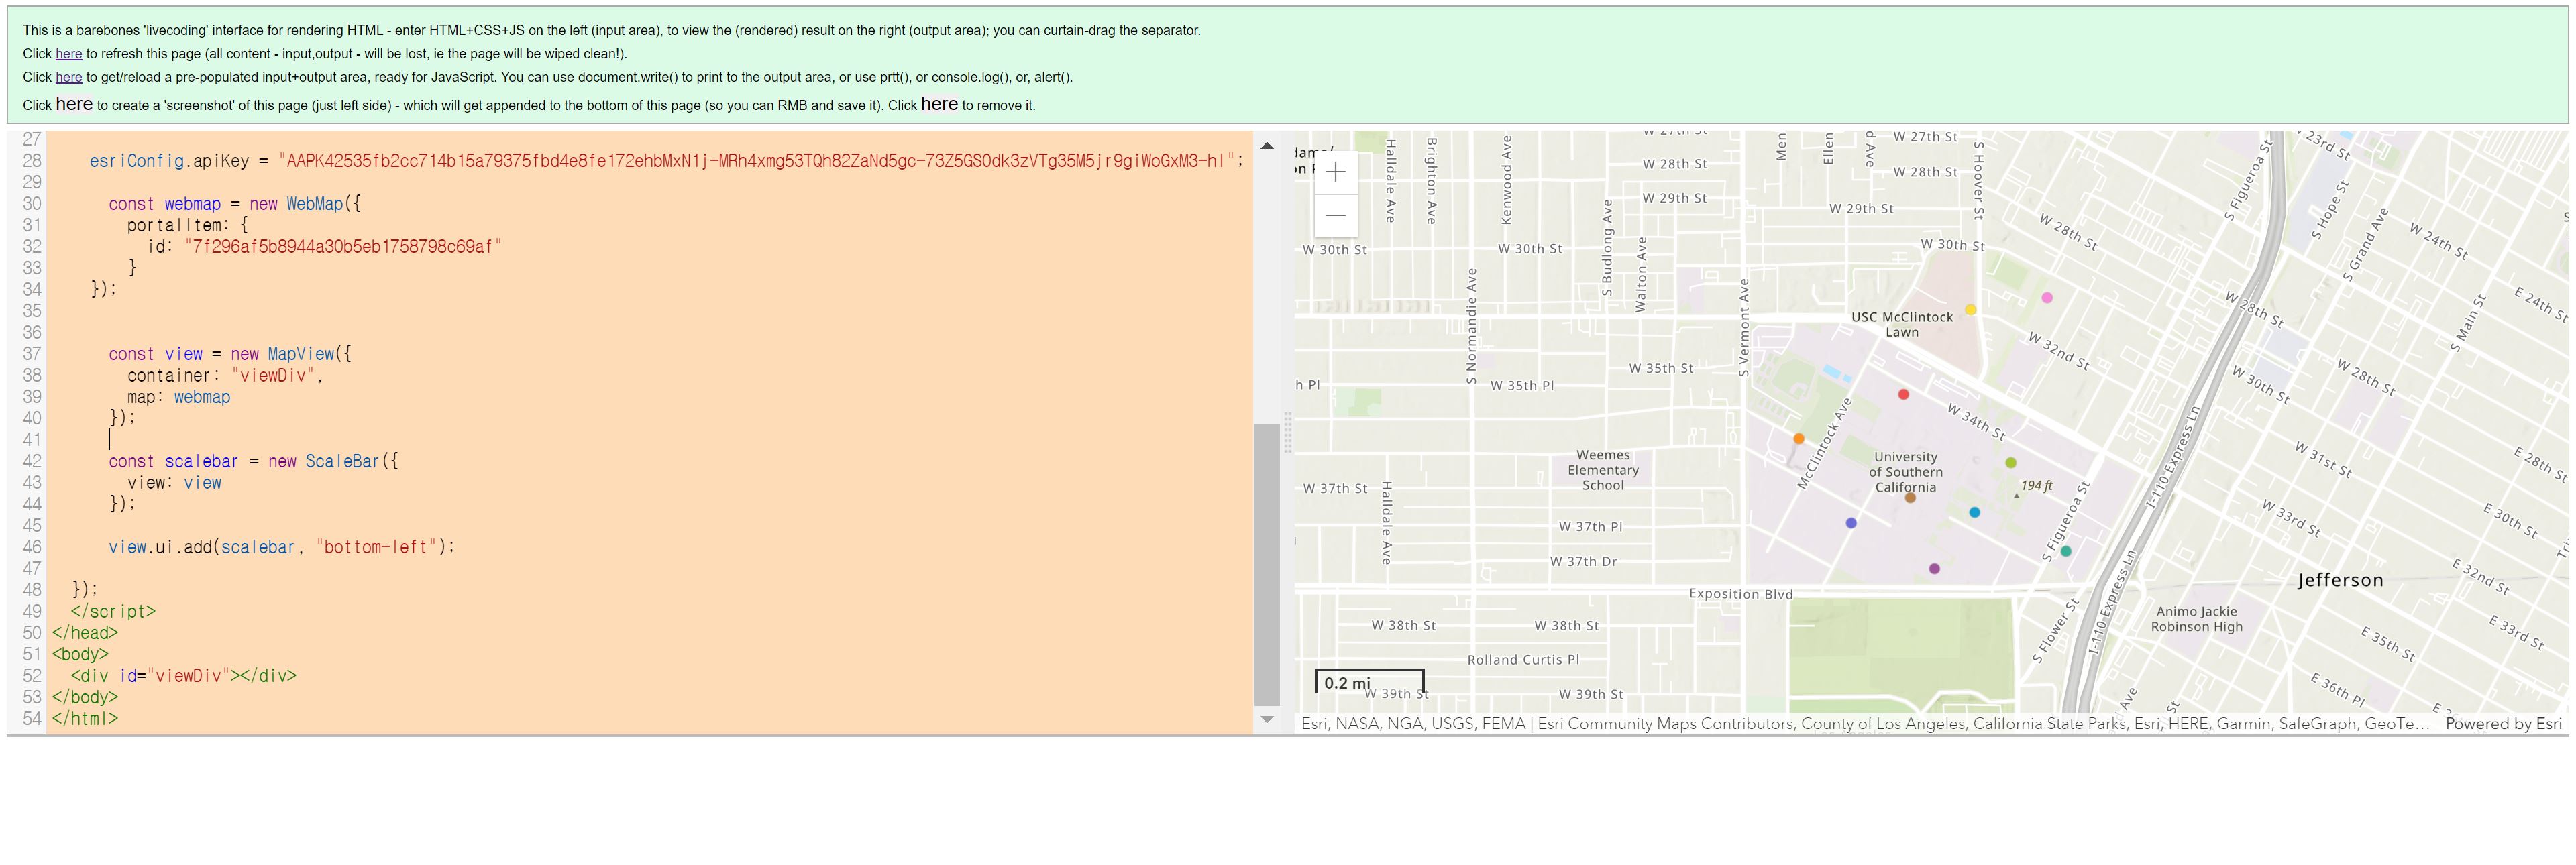 This is a barebones 'livecoding' interface for rendering HTML - enter HTML+CSS+JS on the left (input area), to view the (rendered) result on the right (output area); you can curtain-drag the separator.
Click here to refresh this page (all content - input,output - will be lost, ie the page will be wiped clean!).
Click here to get/reload a pre-populated input+output area, ready for JavaScript. You can use document.write() to print to the output area, or use prtt(), or console.log(), or, alert().
Click here to create a 'screenshot' of this page (just left side) - which will get appended to the bottom of this page (so you can RMB and save it). Click here to remove it.
27
28 esriConfig.apiKey = "AAPK42535fb2cc714b15a79375fbd4e8fe172ehbMxN1j-MRh4xmg53TQh82ZaNd5gc-73Z5GSOdk3zVTg35M5jr9giWoGxM3-hl";
29
30 const webmap = new WebMap({
31 portalItem: {
32 id: "7f296af5b8944a30b5eb1758798c69af"
33 }
34 });
35
36
37 const view = new MapView({
38 container: "viewDiv",
39 map: webmap
40 });
41
42 const scalebar = new ScaleBar({
43 view: view
44 });
45
46 view.ui.add(scalebar, "bottom-left");
47
48 });
49 </script>
50 </head>
51 <body>
52 <div id="viewDiv"></div>
53 </body>
54 </html>
+
−
W 27th St
W 27th St
W 23rd St
W 28th St
W 28th St
W 29th St
W 29th St
W 30th St
W 30th St
W 30th St
Halldale Ave
Brighton Ave
Kenwood Ave
S Budlong Ave
Walton Ave
S Normandie Ave
S Vermont Ave
Ellen
S Hoover St
S Figueroa St
S Hope St
S Grand Ave
W 24th St
W 28th St
E 24th St
W 28th St
S Main St
USC McClintock
Lawn
W 32nd St
W 35th St
h Pl
W 35th Pl
W 30th St
W 28th St
McClintock Ave
W 34th St
I-110 Express Ln
W 31st St
E 28th St
Weemes
Elementary
School
University
of Southern
California
194 ft
W 37th St
Halldale Ave
W 37th Pl
W 37th Dr
S Figueroa St
W 33rd St
E 30th St
Exposition Blvd
I-110 Express Ln
Jefferson
E 32nd St
Animo Jackie
Robinson High
W 38th St
W 38th St
S Flower St
E 35th St
E 33rd St
Rolland Curtis Pl
0.2 mi
W 39th St
W 39th St
E 36th Pl
Esri, NASA, NGA, USGS, FEMA | Esri Community Maps Contributors, County of Los Angeles, California State Parks, Esri, HERE, Garmin, SafeGraph, GeoTe...
Powered by Esri